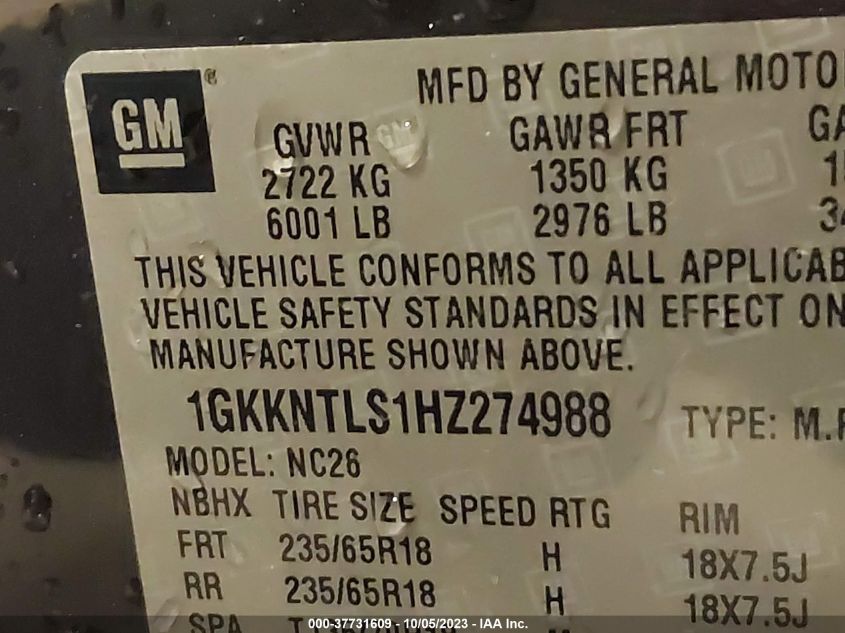 GM ® MFD BY GENERAL MOTO
GVWR GAWR FRT GA
2722 KG 1350 KG
6001 LB 2976 LB 34
THIS VEHICLE CONFORMS TO ALL APPLICAB
VEHICLE SAFETY STANDARDS IN EFFECT ON
MANUFACTURE SHOWN ABOVE.
1GKKNTLS1HZ274988 TYPE: M.P
MODEL: NC26
NBHX TIRE SIZE SPEED RTG RIM
FRT 235/65R18 H 18X7.5J
RR 235/65R18 H 18X7.5J
SPA
000-37731609 - 10/05/2023 - IAA Inc.